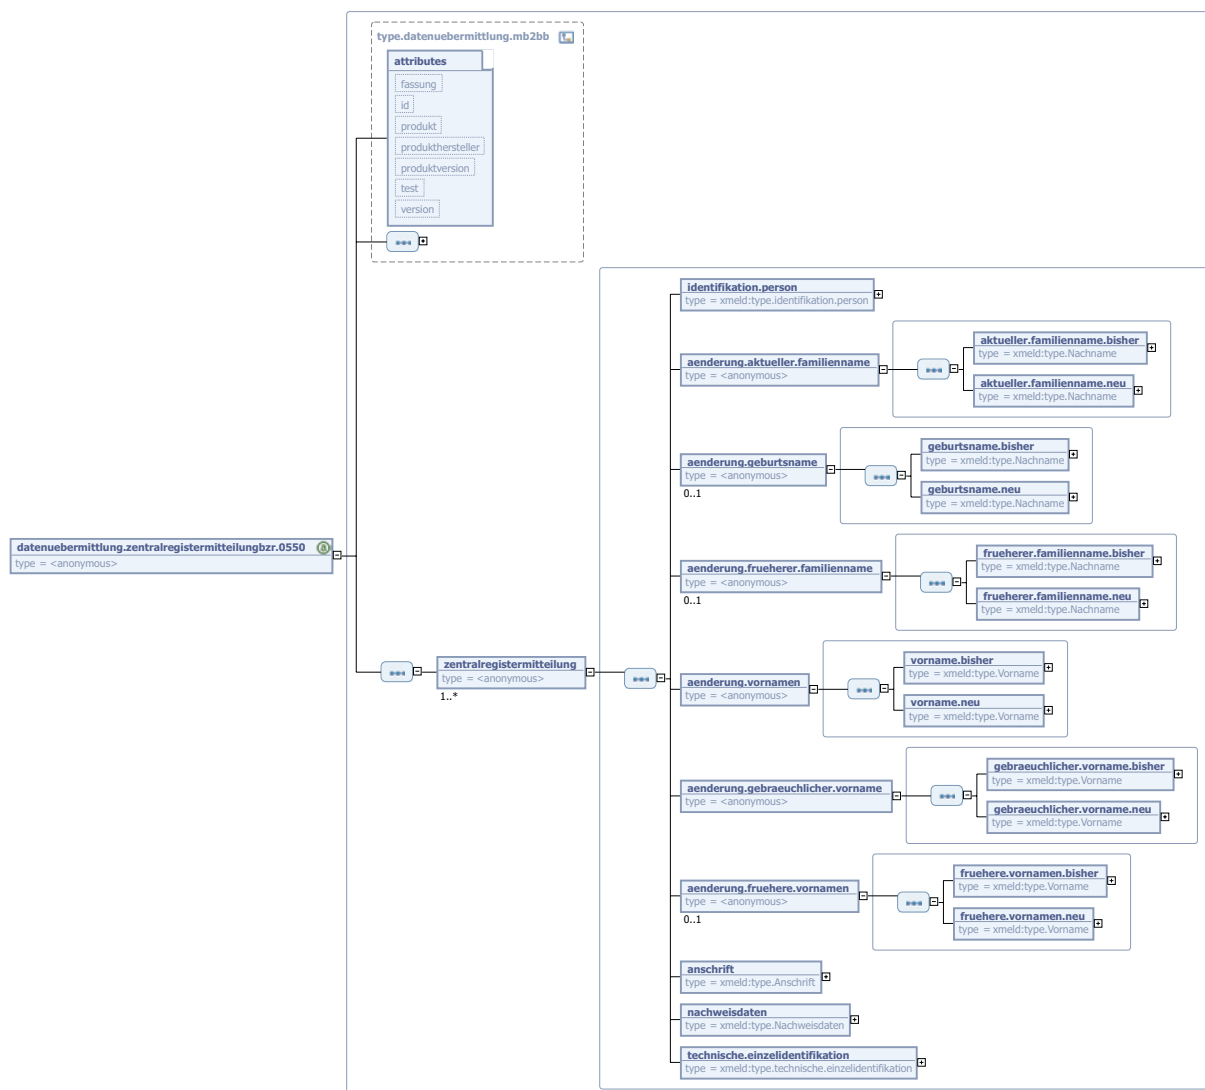 type.datenuebermittlung.mb2bb
attributes
fassung
id
produkt
produkthersteller
produktversion
test
version
identifikation.person
type = xmeld:type.identifikation.person
aktueller.familienname.bisher
type = xmeld:type.Nachname
aenderung.aktueller.familienname
type = <anonymous>
aktueller.familienname.neu
type = xmeld:type.Nachname
geburtsname.bisher
type = xmeld:type.Nachname
aenderung.geburtsname
type = <anonymous>
0..1
geburtsname.neu
type = xmeld:type.Nachname
datenuebermittlung.zentralregistermitteilungbzr.0550
a
type = <anonymous>
frueherer.familienname.bisher
type = xmeld:type.Nachname
aenderung.frueherer.familienname
type = <anonymous>
0..1
frueherer.familienname.neu
type = xmeld:type.Nachname
zentralregistermitteilung
type = <anonymous>
1..*
vorname.bisher
type = xmeld:type.Vorname
aenderung.vornamen
type = <anonymous>
vorname.neu
type = xmeld:type.Vorname
gebraeuchlicher.vorname.bisher
type = xmeld:type.Vorname
aenderung.gebraeuchlicher.vorname
type = <anonymous>
gebraeuchlicher.vorname.neu
type = xmeld:type.Vorname
fruehere.vornamen.bisher
type = xmeld:type.Vorname
aenderung.fruehere.vornamen
type = <anonymous>
0..1
fruehere.vornamen.neu
type = xmeld:type.Vorname
anschrift
type = xmeld:type.Anschrift
nachweisdaten
type = xmeld:type.Nachweisdaten
technische.einzelidentifikation
type = xmeld:type.technische.einzelidentifikation